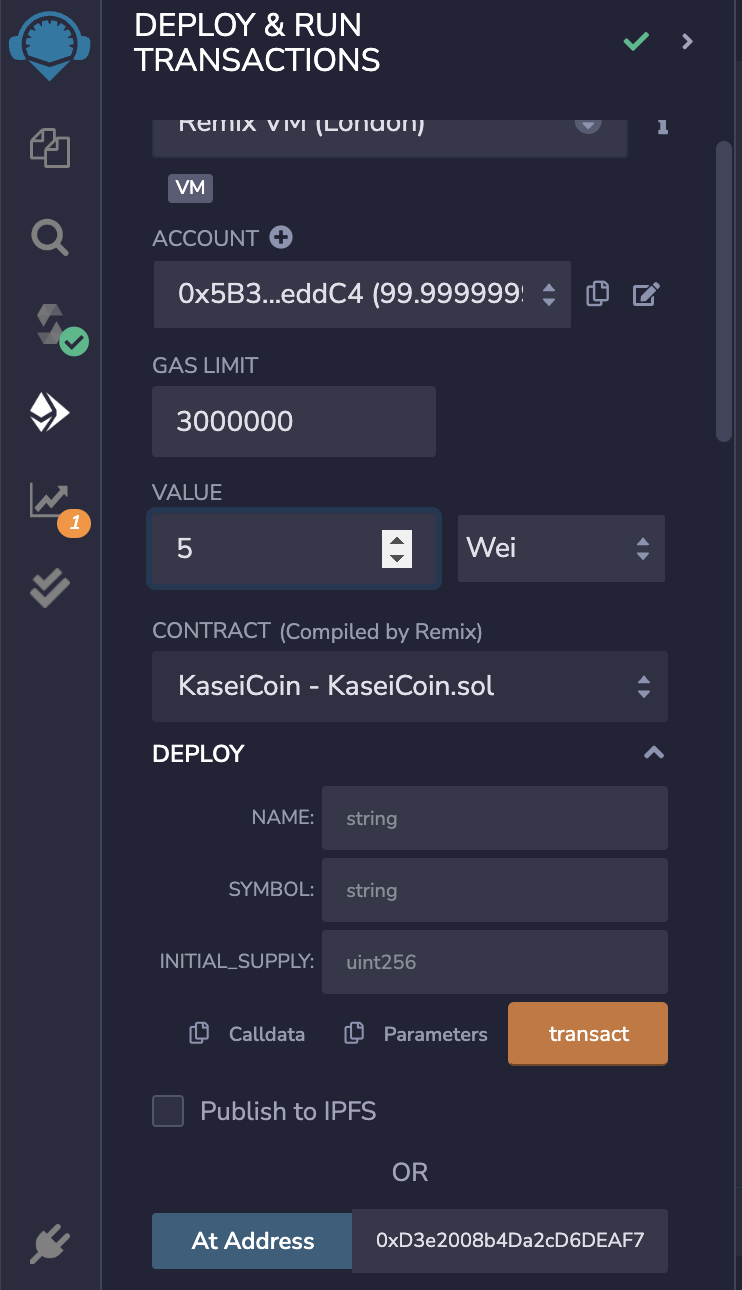 DEPLOY & RUN
TRANSACTIONS
Remix VM (London)
VM
ACCOUNT
0x5B3...eddC4 (99.9999999
GAS LIMIT
3000000
VALUE
5
Wei
1
CONTRACT (Compiled by Remix)
KaseiCoin - KaseiCoin.sol
DEPLOY
NAME: string
SYMBOL: string
INITIAL_SUPPLY: uint256
Calldata Parameters transact
Publish to IPFS
OR
At Address 0xD3e2008b4Da2cD6DEAF7